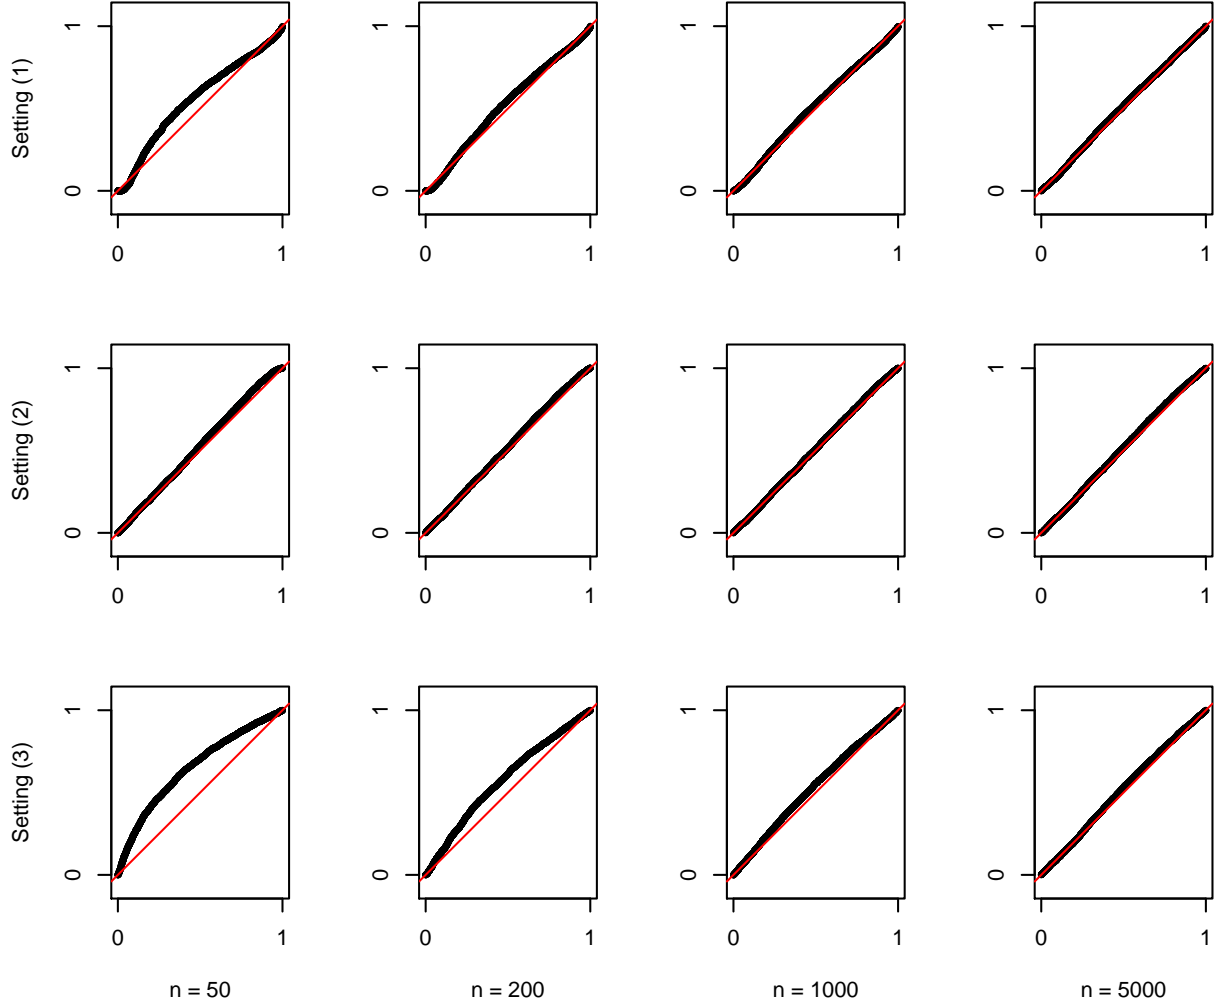 1 1 1 1
Setting (1)
0 0 0 0
0 1 0 1 0 1 0 1
1 1 1 1
Setting (2)
0 0 0 0
0 1 0 1 0 1 0 1
1 1 1 1
Setting (3)
0 0 0 0
0 1 0 1 0 1 0 1
n = 50 n = 200 n = 1000 n = 5000